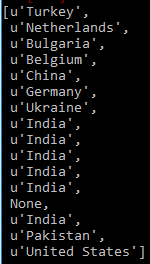 [u'Turkey',
u'Netherlands',
u'Bulgaria',
u'Belgium',
u'China',
u'Germany',
u'Ukraine',
u'India',
u'India',
u'India',
u'India',
u'India',
None,
u'India',
u'Pakistan',
u'United States']